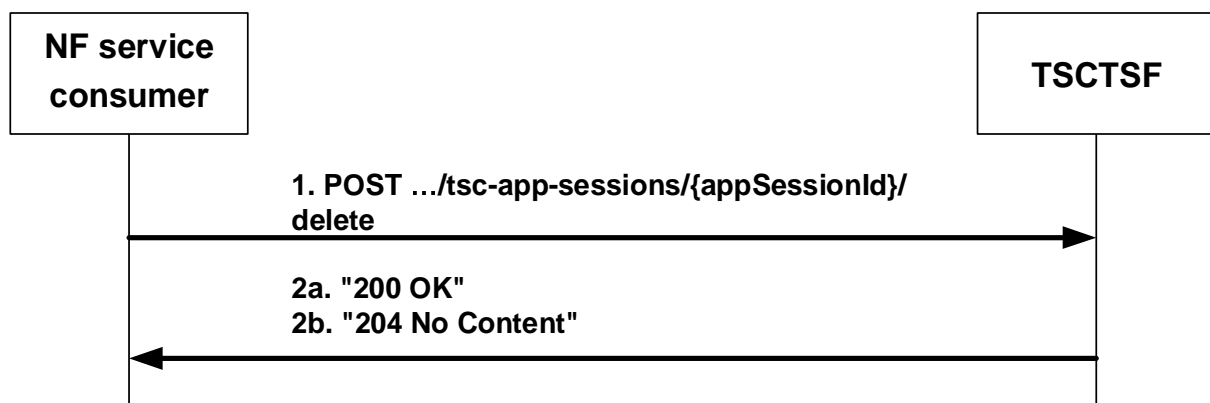 NF service
consumer
TSCTSF
1. POST …/tsc-app-sessions/{appSessionId}/
delete
2a. "200 OK"
2b. "204 No Content"